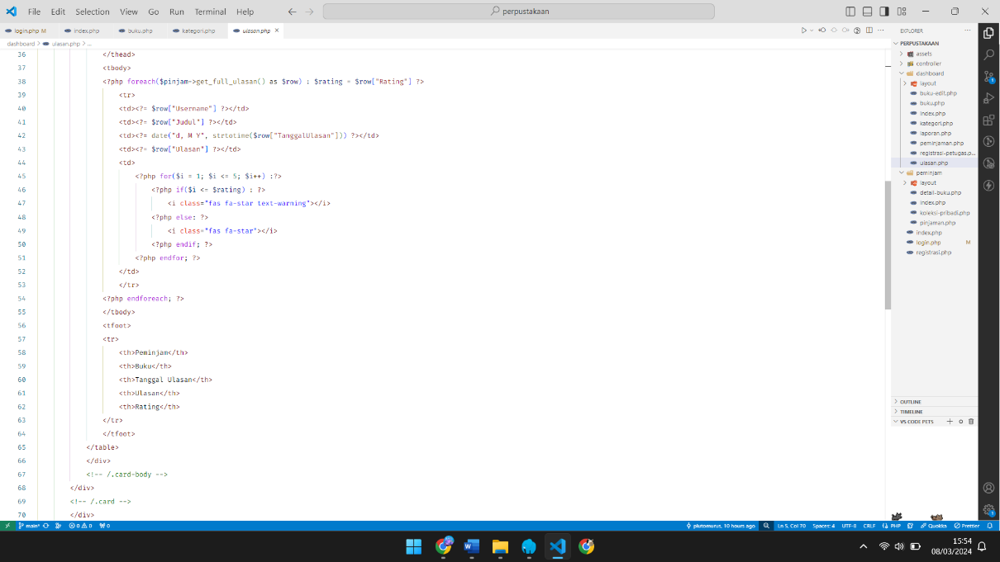 File Edit Selection View Go Run Terminal Help
perpustakaan
login.php M
index.php
buku.php
kategori.php
ulasan.php
EXPLORER
dashboard > ulasan.php > ...
36 </thead>
37 <tbody>
38 <?php foreach($pinjam->get_full_ulasan() as $row) : $rating = $row["Rating"] ?>
39 <tr>
40 <td><?= $row["Username"] ?></td>
41 <td><?= $row["Judul"] ?></td>
42 <td><?= date("d, M Y", strtotime($row["TanggalUlasan"])) ?></td>
43 <td><?= $row["Ulasan"] ?></td>
44 <td>
45 <?php for($i = 1; $i <= 5; $i++) :?>
46 <?php if($i <= $rating) : ?>
47 <i class="fas fa-star text-warning"></i>
48 <?php else: ?>
49 <i class="fas fa-star"></i>
50 <?php endif; ?>
51 <?php endfor; ?>
52 </td>
53 </tr>
54 <?php endforeach; ?>
55 </tbody>
56 <tfoot>
57 <tr>
58 <th>Peminjam</th>
59 <th>Buku</th>
60 <th>Tanggal Ulasan</th>
61 <th>Ulasan</th>
62 <th>Rating</th>
63 </tr>
64 </tfoot>
65 </table>
66 </div>
67 <!-- /.card-body -->
68 </div>
69 <!-- /.card -->
70 </div>
PERPUSTAKAAN
assets
controller
dashboard
layout
buku-edit.php
buku.php
index.php
kategori.php
laporan.php
peminjaman.php
registrasi-petugas.p...
ulasan.php
peminjam
layout
detail-buku.php
index.php
koleksi-pribadi.php
pinjaman.php
index.php
login.php M
registrasi.php
OUTLINE
TIMELINE
VS CODE PETS
main* 0 0 0
plutomurus, 10 hours ago
Ln 5, Col 70 Spaces: 4 UTF-8 CRLF PHP Quokka Prettier
15:54
08/03/2024